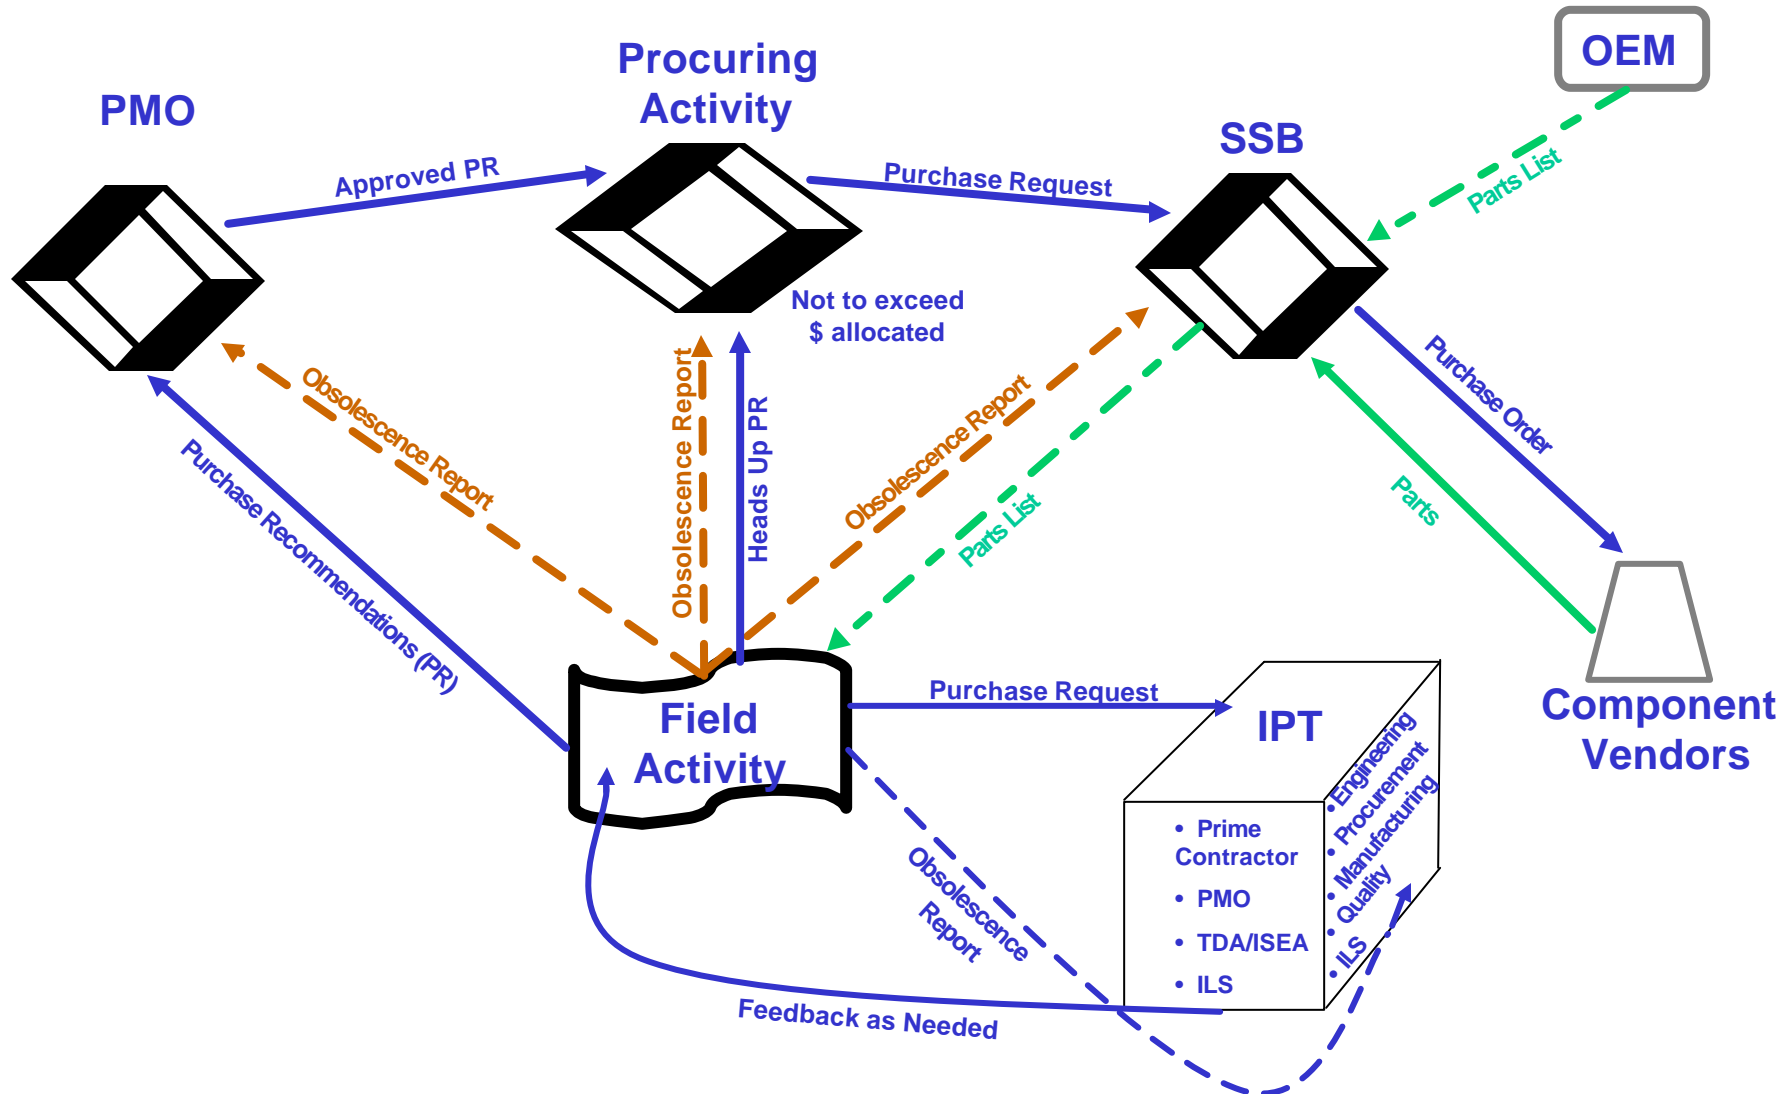 OEM
Procuring
Activity
PMO
SSB
Approved PR
Purchase Request
Parts List
Not to exceed
$ allocated
Obsolescence Report
Purchase Recommendations (PR)
Obsolescence Report
Heads Up PR
Obsolescence Report
Parts List
Purchase Order
Parts
Field
Activity
Purchase Request
IPT
Component
Vendors
• Prime
Contractor
• PMO
• TDA/ISEA
• ILS
• Engineering
• Procurement
• Manufacturing
• Quality
• ILS
Obsolescence
Report
Feedback as Needed